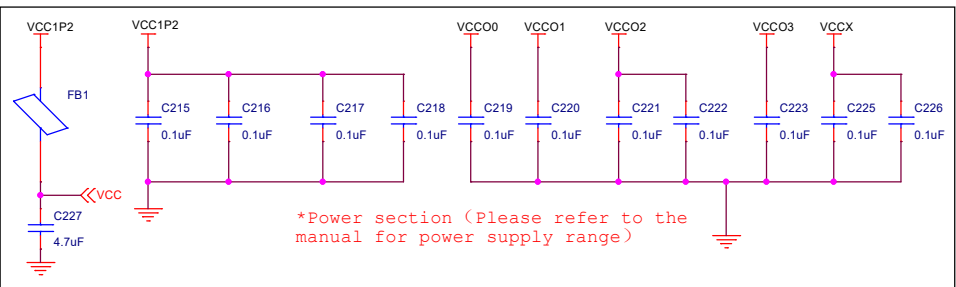 VCC1P2 VCC1P2 VCCO0 VCCO1 VCCO2 VCCO3 VCCX
FB1
C215 C216 C217 C218 C219 C220 C221 C222 C223 C225 C226
0.1uF 0.1uF 0.1uF 0.1uF 0.1uF 0.1uF 0.1uF 0.1uF 0.1uF 0.1uF 0.1uF
VCC
C227
4.7uF
*Power section（Please refer to the
manual for power supply range）